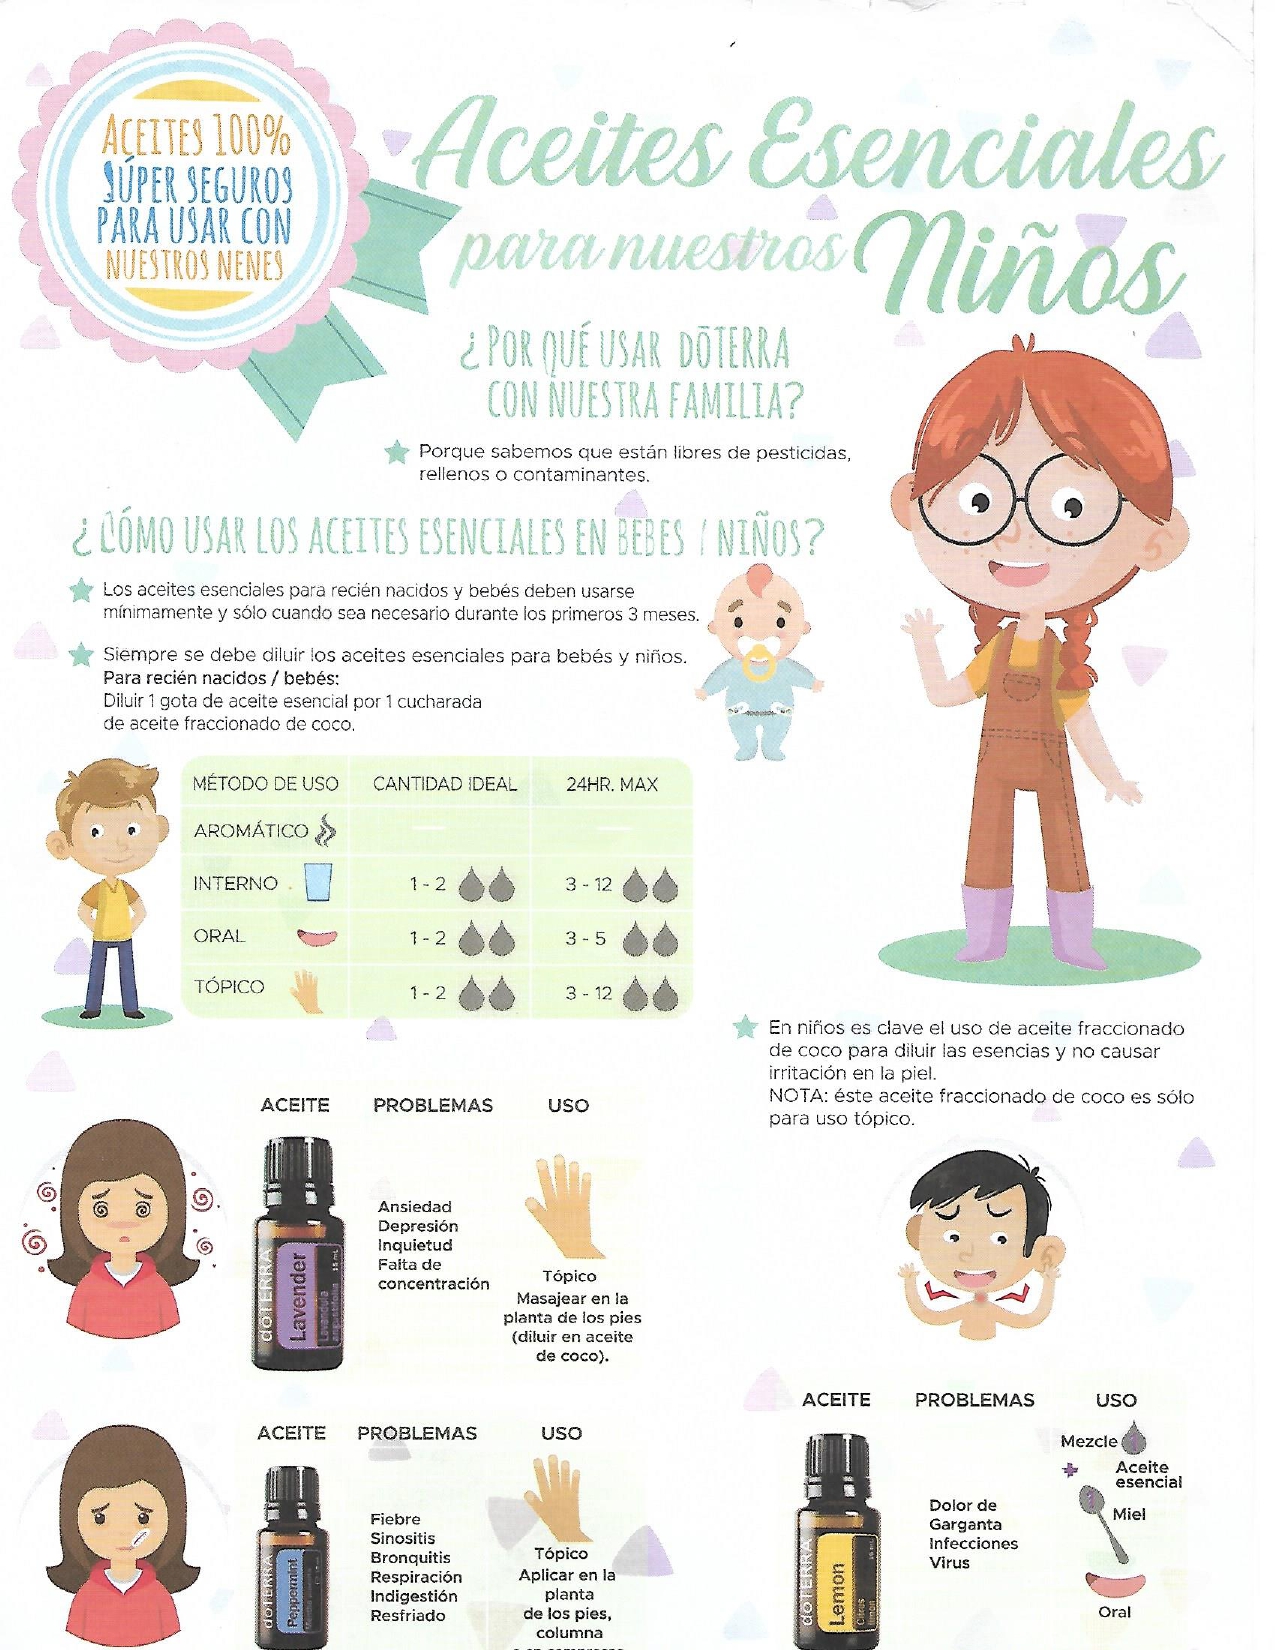 ACEITES 100%
SÚPER SEGUROS
PARA USAR CON
NUESTROS NENES
Aceites Esenciales
para nuestros Niños
¿POR QUÉ USAR DŌTERRA
CON NUESTRA FAMILIA?
Porque sabemos que están libres de pesticidas,
rellenos o contaminantes.
¿CÓMO USAR LOS ACEITES ESENCIALES EN BEBES / NIÑOS?
Los aceites esenciales para recién nacidos y bebés deben usarse
mínimamente y sólo cuando sea necesario durante los primeros 3 meses.
Siempre se debe diluir los aceites esenciales para bebés y niños.
Para recién nacidos / bebés:
Diluir 1 gota de aceite esencial por 1 cucharada
de aceite fraccionado de coco.
MÉTODO DE USO CANTIDAD IDEAL 24HR. MAX
AROMÁTICO — —
INTERNO 1 - 2 3 - 12
ORAL 1 - 2 3 - 5
TÓPICO 1 - 2 3 - 12
En niños es clave el uso de aceite fraccionado
de coco para diluir las esencias y no causar
irritación en la piel.
NOTA: éste aceite fraccionado de coco es sólo
para uso tópico.
ACEITE PROBLEMAS USO
dōTERRA
Lavender
Lavandula
angustifolia
15 mL
Ansiedad
Depresión
Inquietud
Falta de
concentración
Tópico
Masajear en la
planta de los pies
(diluir en aceite
de coco).
ACEITE PROBLEMAS USO
dōTERRA
Peppermint
Fiebre
Sinositis
Bronquitis
Respiración
Indigestión
Resfriado
Tópico
Aplicar en la
planta
de los pies,
columna
ACEITE PROBLEMAS USO
dōTERRA
Lemon
Citrus
limon
15 mL
Dolor de
Garganta
Infecciones
Virus
Mezcle 1
+ Aceite
esencial
1 Miel
Oral